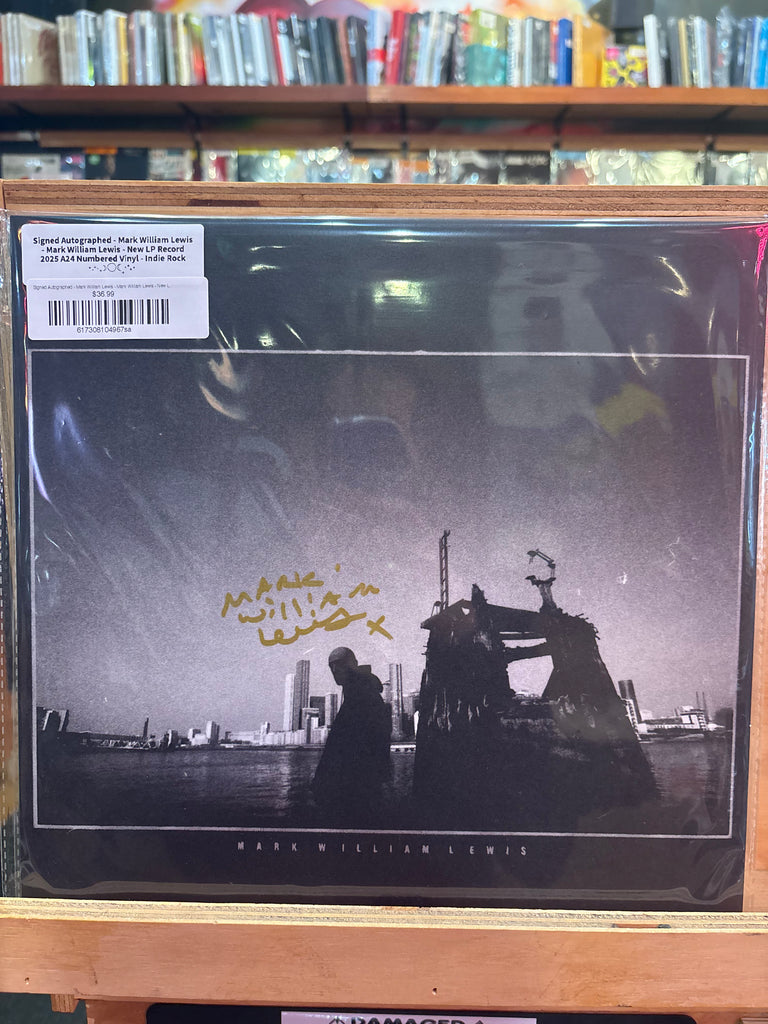 Signed Autographed - Mark William Lewis
- Mark William Lewis - New LP Record
2025 A24 Numbered Vinyl - Indie Rock
Signed Autographed - Mark William Lewis - Mark William Lewis - New L...
$36.99
617308104967sa
MARK
William
Lewis x
MARK WILLIAM LEWIS
DAMAGED